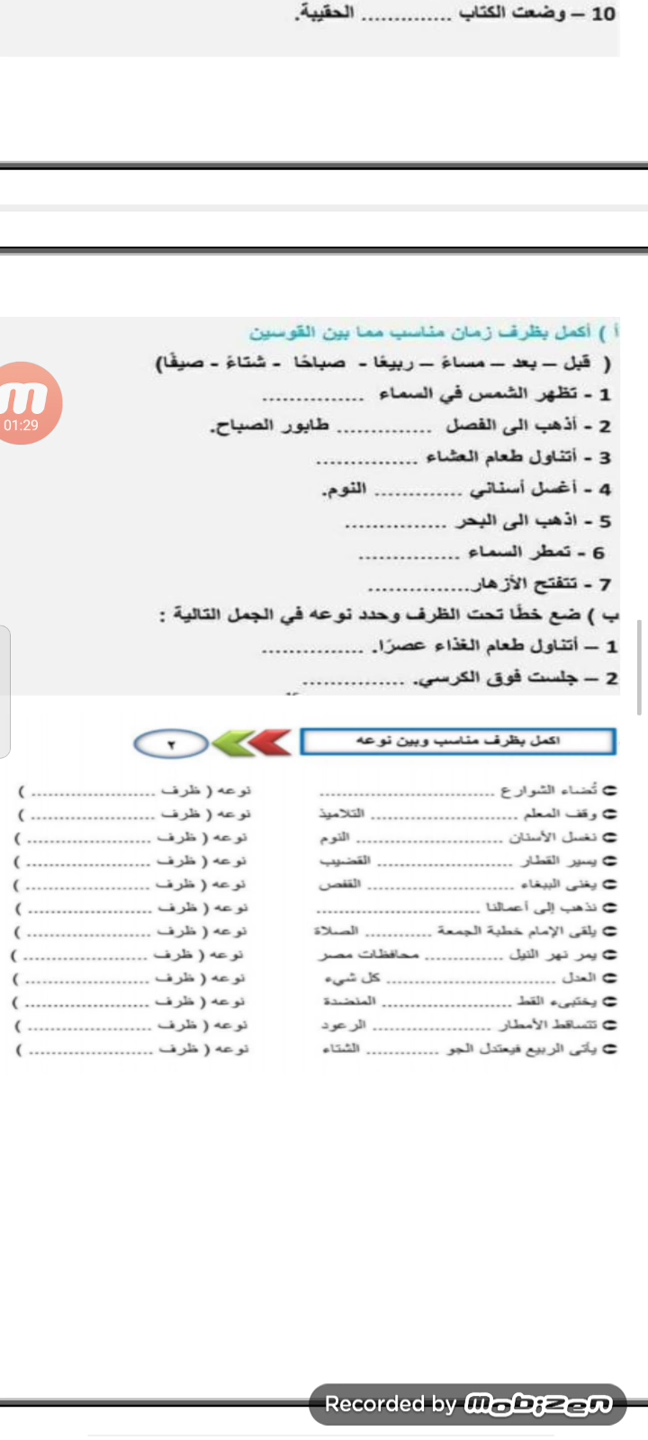 10 – وضعت الكتاب .............. الحقيبة.
أ ) أكمل بظرف زمان مناسب مما بين القوسين
( قبل – بعد – مساءً – ربيعًا - صباحًا - شتاءً - صيفًا)
1 - تظهر الشمس في السماء ...............
2 - أذهب الى الفصل .............. طابور الصباح.
01:29
3 - أتناول طعام العشاء ...............
4 - أغسل أسناني ............. النوم.
5 - اذهب الى البحر ...............
6 - تمطر السماء ...............
7 - تتفتح الأزهار...............
ب ( ضع خطًا تحت الظرف وحدد نوعه في الجمل التالية :
1 – أتناول طعام الغذاء عصرًا. ...............
2 – جلست فوق الكرسي. ...............
اكمل بظرف مناسب وبين نوعه ٢
تُضاء الشوارع .............................. نوعه ( ظرف ..................... )
وقف المعلم ......................... التلاميذ نوعه ( ظرف ..................... )
نغسل الأسنان ......................... النوم نوعه ( ظرف ..................... )
يسير القطار ....................... القضيب نوعه ( ظرف ..................... )
يغنى الببغاء ......................... القفص نوعه ( ظرف ..................... )
نذهب إلى أعمالنا ............................ نوعه ( ظرف ..................... )
يلقى الإمام خطبة الجمعة ........... الصلاة نوعه ( ظرف ..................... )
يمر نهر النيل ............. محافظات مصر نوعه ( ظرف ..................... )
العدل ........................ كل شيء نوعه ( ظرف ..................... )
يختبىء القط ...................... المنضدة نوعه ( ظرف ..................... )
تتساقط الأمطار .................... الرعود نوعه ( ظرف ..................... )
يأتى الربيع فيعتدل الجو ............ الشتاء نوعه ( ظرف ..................... )
Recorded by mobizen